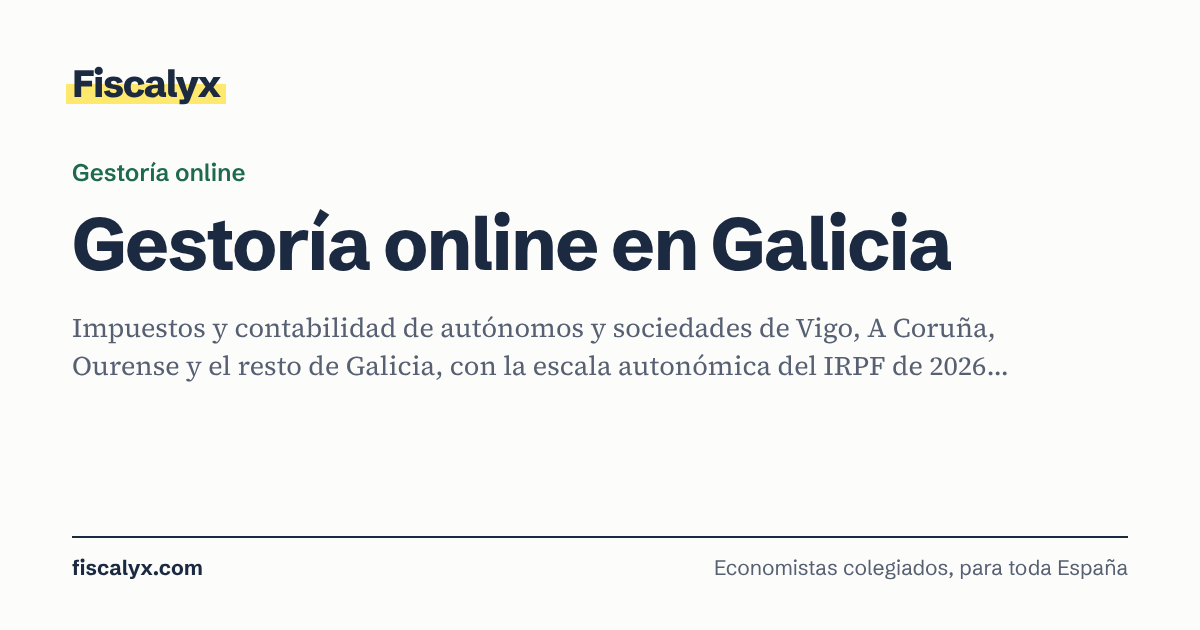 Fiscalyx
Gestoría online
Gestoría online en Galicia
Impuestos y contabilidad de autónomos y sociedades de Vigo, A Coruña,
Ourense y el resto de Galicia, con la escala autonómica del IRPF de 2026...
fiscalyx.com
Economistas colegiados, para toda España